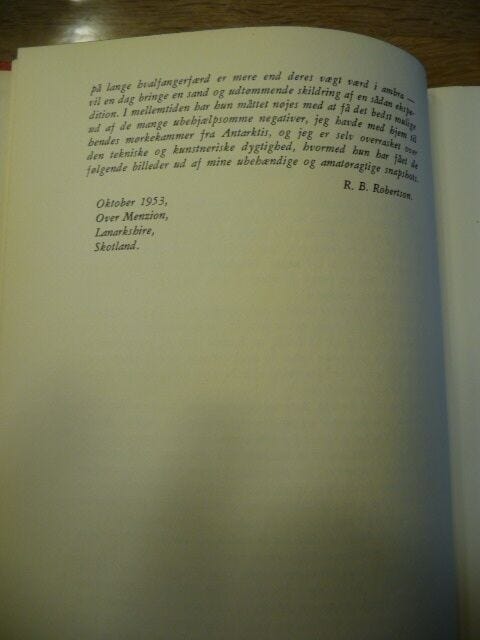 på lange hvalfangerfærd er mere end deres vægt værd i ambra —
vil en dag bringe en sand og udtømmende skildring af en sådan ekspe-
dition. I mellemtiden har hun måttet nøjes med at få det bedst mulige
ud af de mange ubehjælpsomme negativer, jeg havde med hjem til
hendes mørkekammer fra Antarktis, og jeg er selv overrasket over
den tekniske og kunstneriske dygtighed, hvormed hun har fået de
følgende billeder ud af mine ubehændige og amatøragtige snapshots.
R. B. Robertson.
Oktober 1953,
Over Menzion,
Lanarkshire,
Skotland.